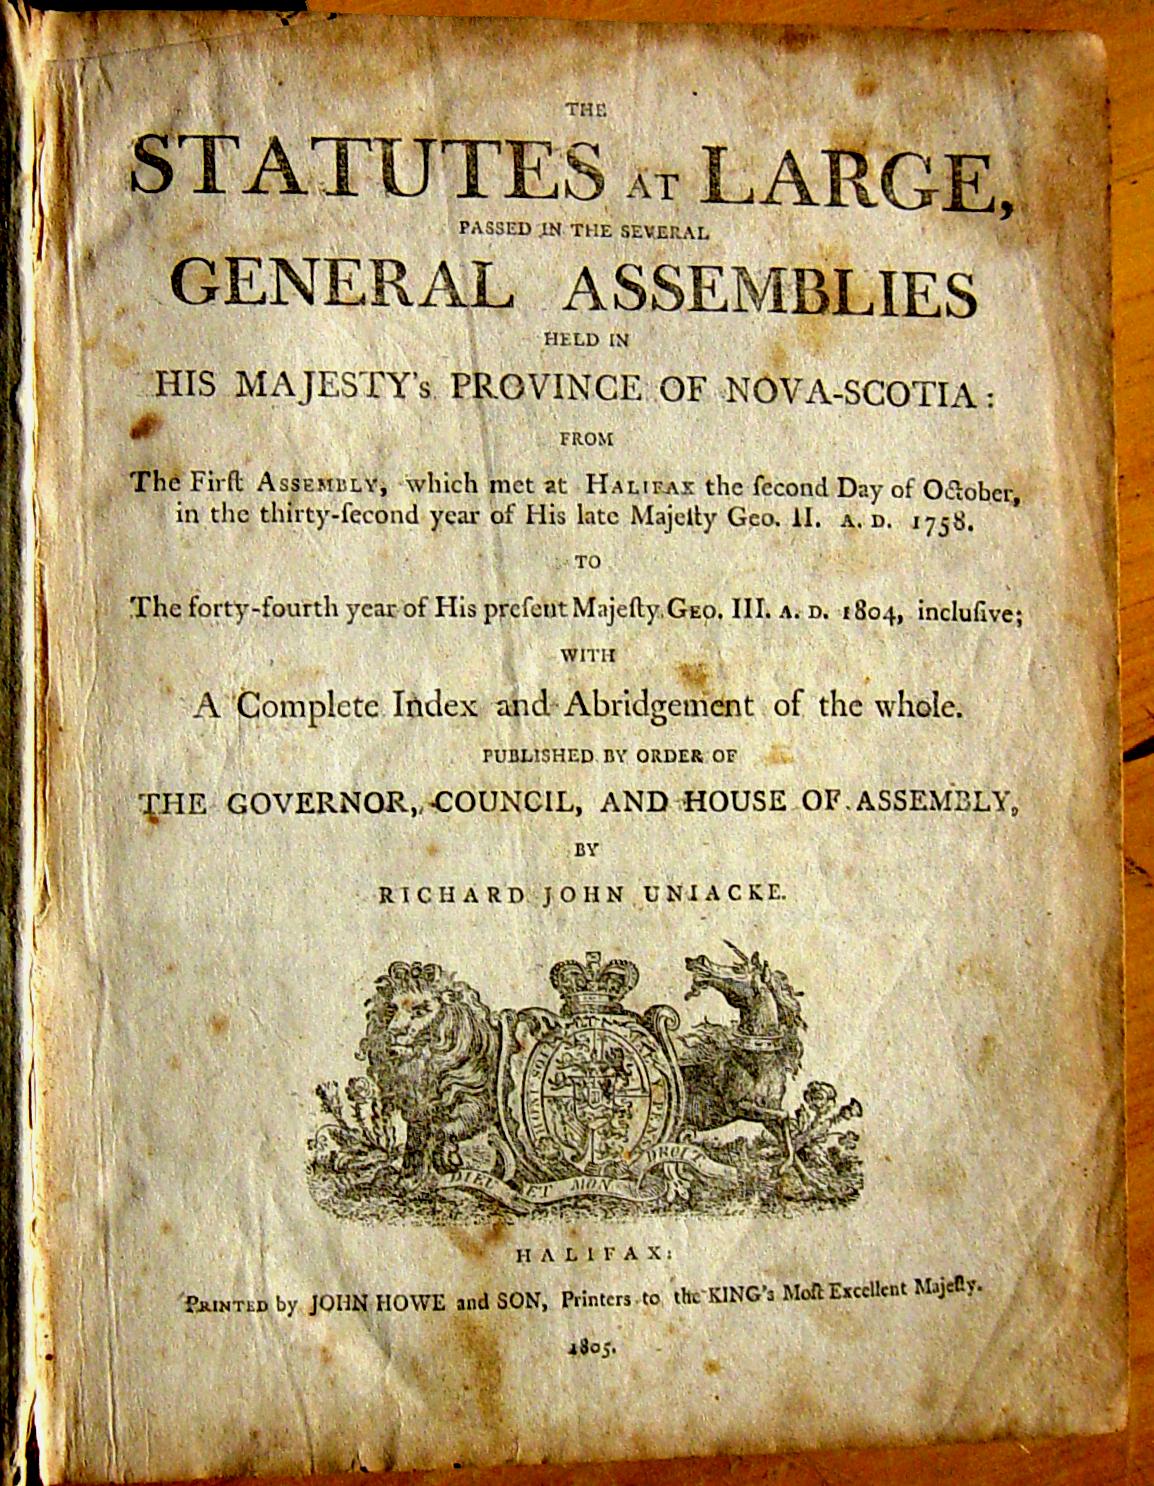 THE
STATUTES AT LARGE,
PASSED IN THE SEVERAL
GENERAL ASSEMBLIES
HELD IN
HIS MAJESTY's PROVINCE OF NOVA-SCOTIA:
FROM
The Firſt ASSEMBLY, which met at HALIFAX the ſecond Day of October,
in the thirty-ſecond year of His late Majeſty Geo. II. A. D. 1758.
TO
The forty-fourth year of His preſent Majeſty GEO. III. A. D. 1804, incluſive;
WITH
A Complete Index and Abridgement of the whole.
PUBLISHED BY ORDER OF
THE GOVERNOR, COUNCIL, AND HOUSE OF ASSEMBLY,
BY
RICHARD JOHN UNIACKE.
HONI SOIT Y PENS
DIEU ET MON DROIT
HALIFAX:
PRINTED by JOHN HOWE and SON, Printers to the KING's Moſt Excellent Majeſty.
1805.